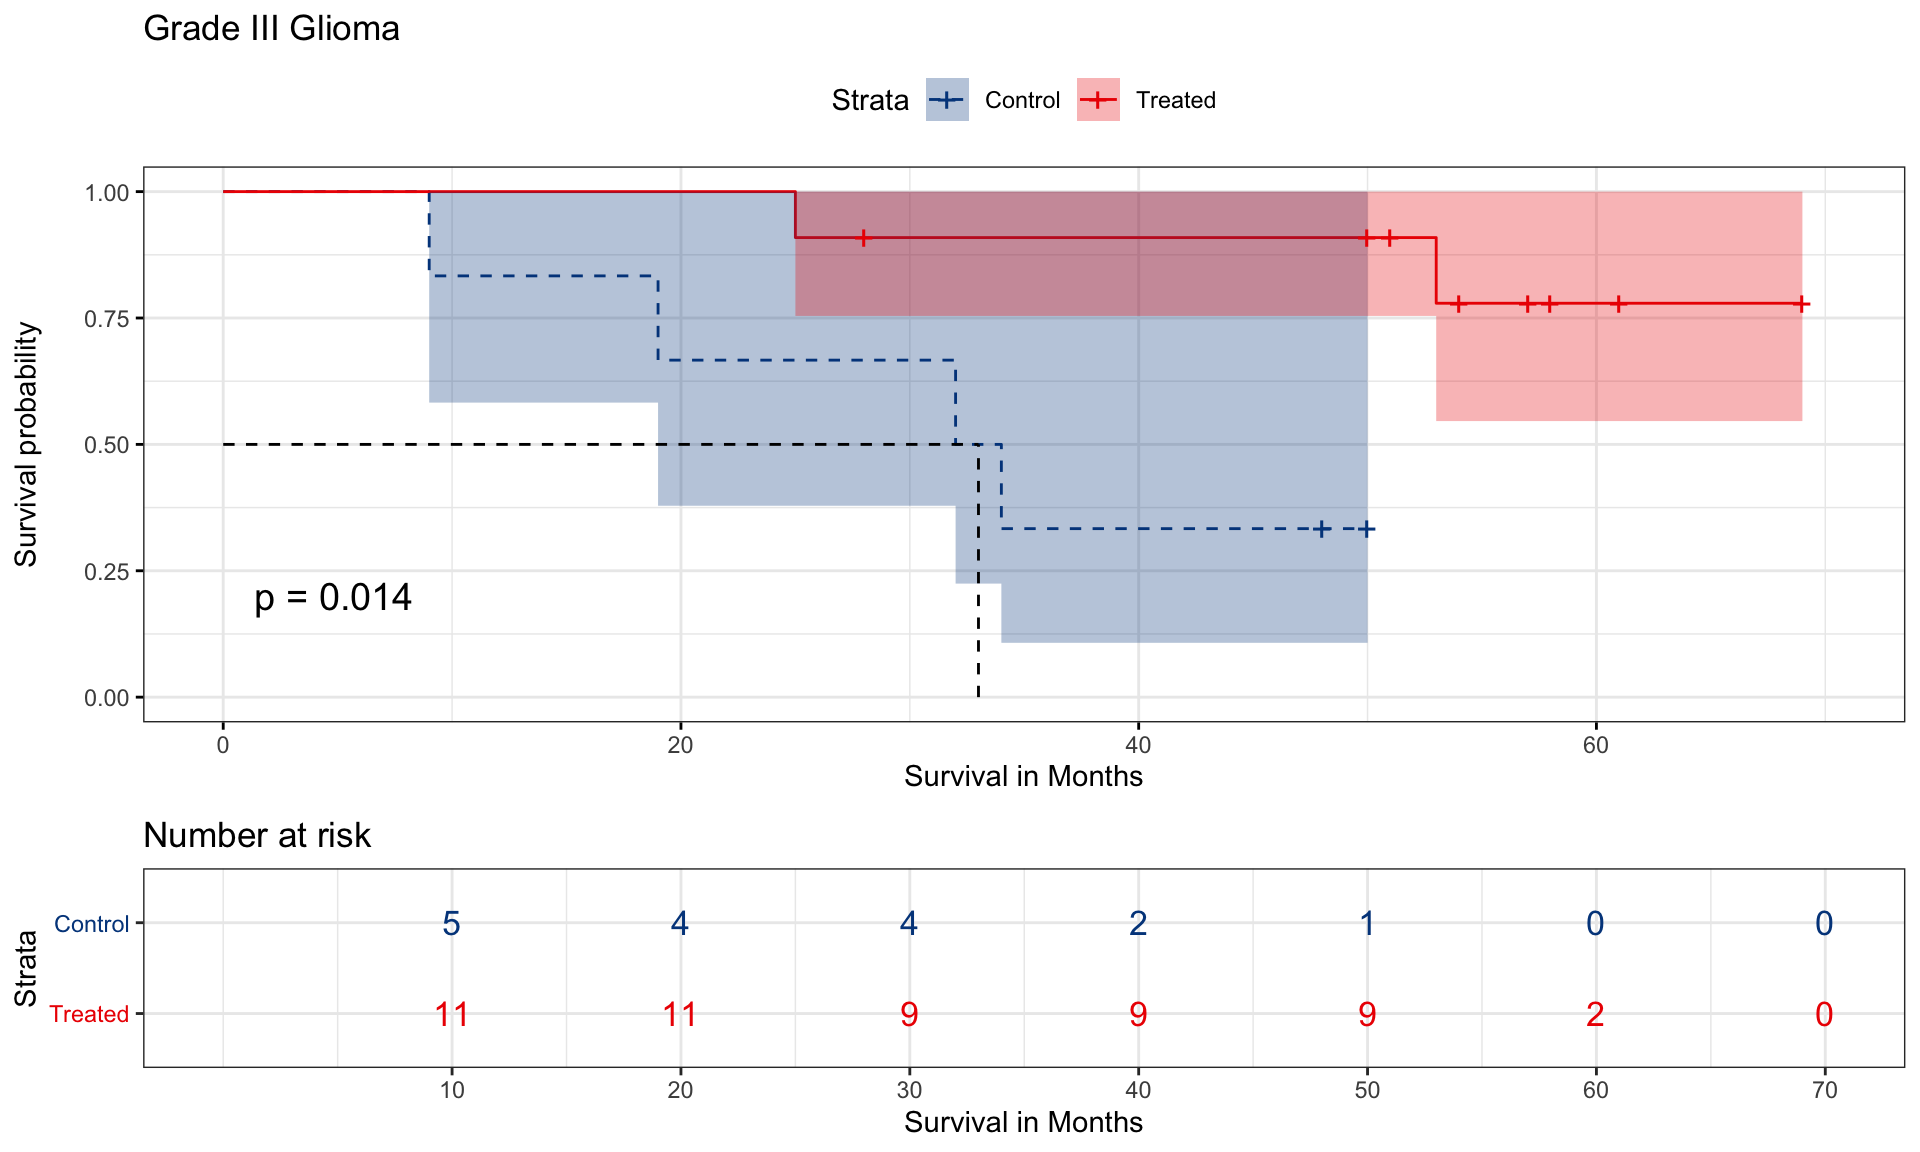 Grade III Glioma
Strata Control Treated
Survival probability
1.00
0.75
0.50
0.25
0.00
p = 0.014
0 20 40 60
Survival in Months
Number at risk
Strata
Control 5 4 4 2 1 0 0
Treated 11 11 9 9 9 2 0
10 20 30 40 50 60 70
Survival in Months